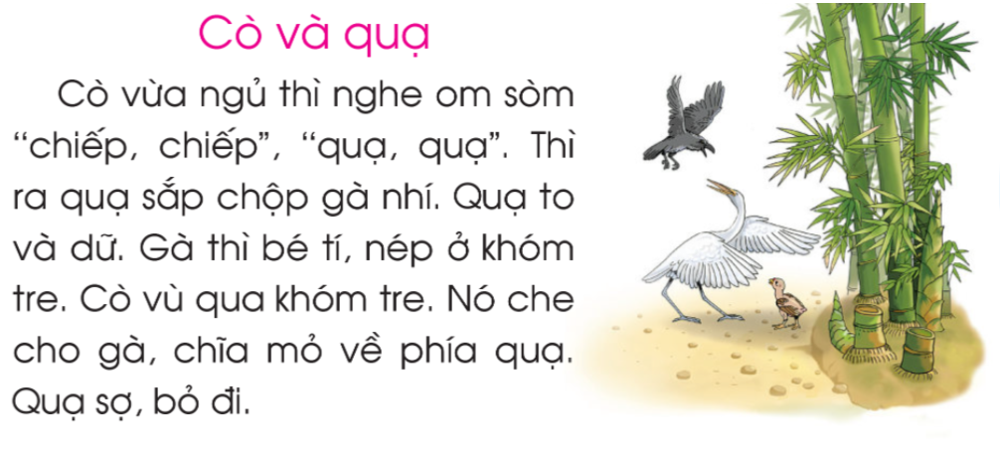 Cò và quạ
Cò vừa ngủ thì nghe om sòm
“chiếp, chiếp”, “quạ, quạ”. Thì
ra quạ sắp chộp gà nhí. Quạ to
và dữ. Gà thì bé tí, nép ở khóm
tre. Cò vù qua khóm tre. Nó che
cho gà, chĩa mỏ về phía quạ.
Quạ sợ, bỏ đi.